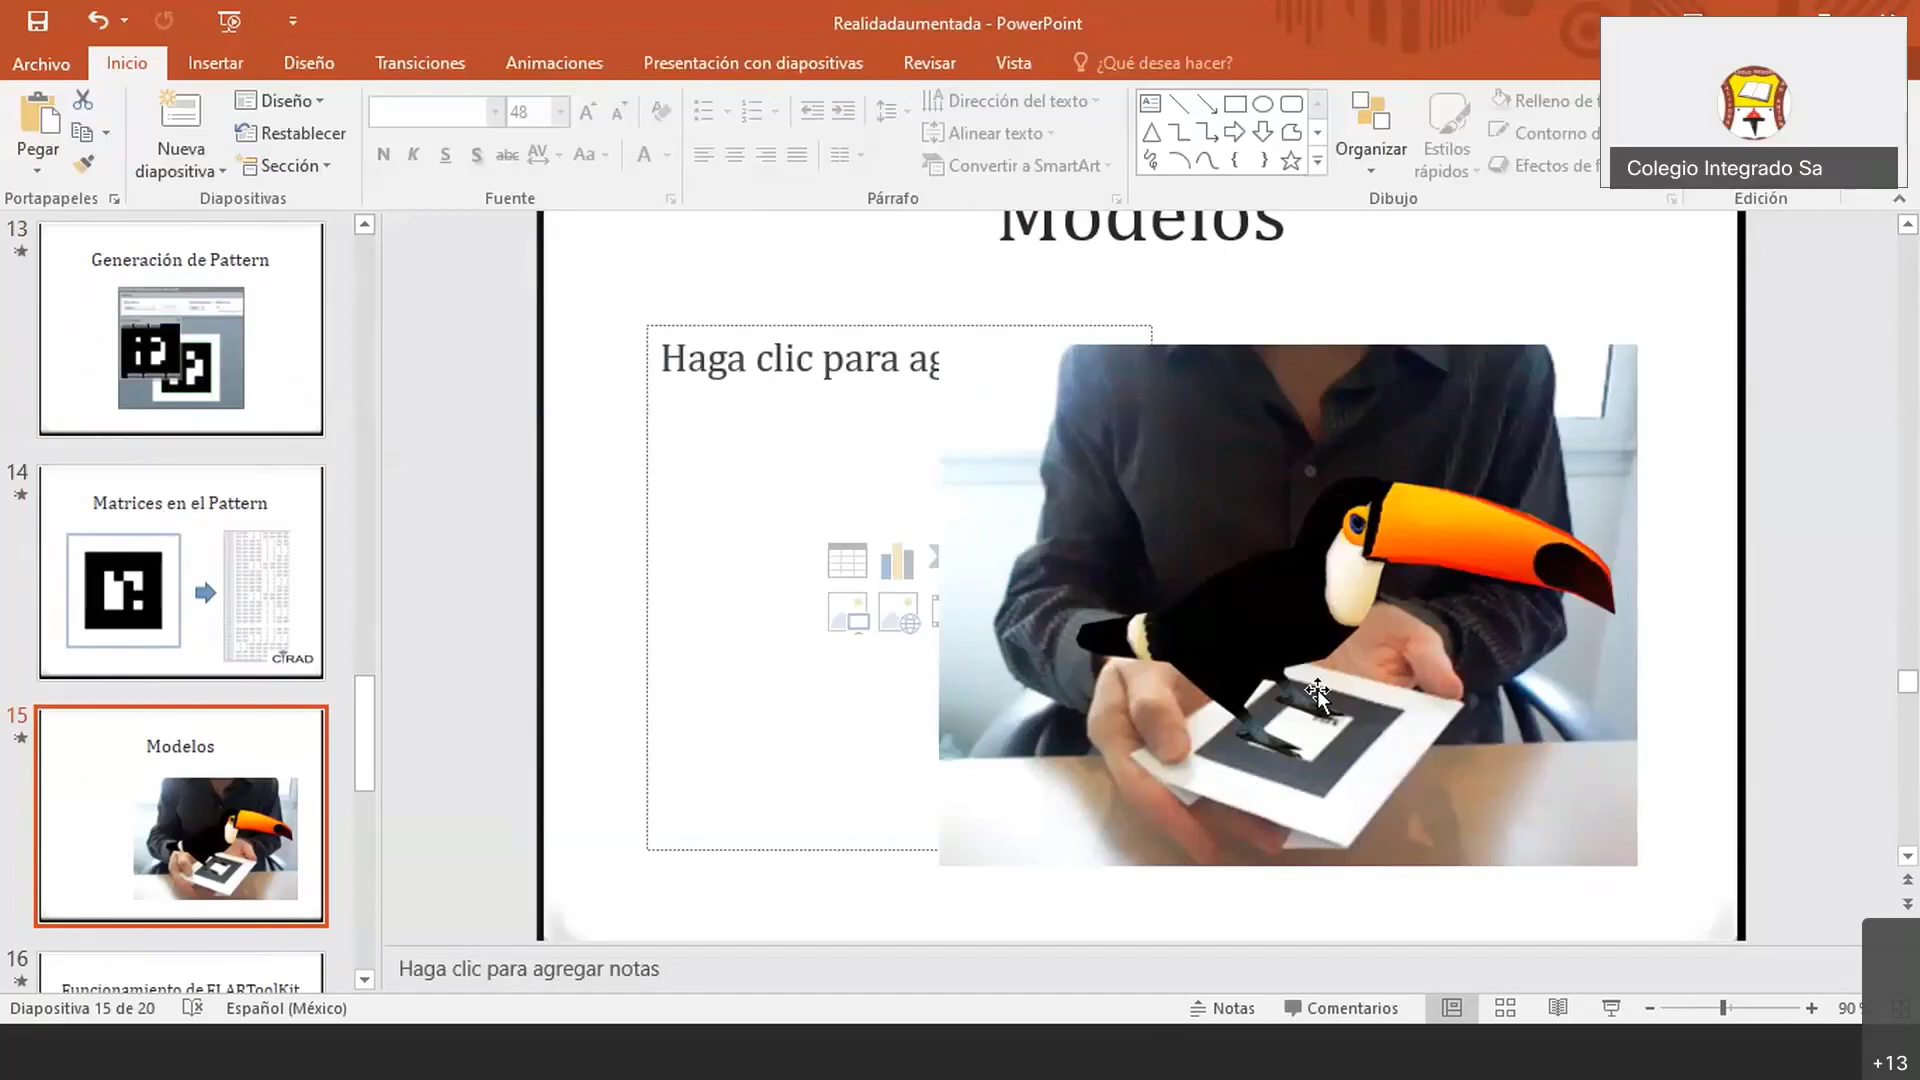 Realidadaumentada - PowerPoint
Archivo
Inicio
Insertar
Diseño
Transiciones
Animaciones
Presentación con diapositivas
Revisar
Vista
¿Qué desea hacer?
Pegar
Nueva
diapositiva
Diseño
Restablecer
Sección
48
N K S S abc AV Aa A
Dirección del texto
Alinear texto
Convertir a SmartArt
Organizar
Estilos
rápidos
Relleno de f
Contorno d
Efectos de f
Portapapeles
Diapositivas
Fuente
Párrafo
Dibujo
Edición
Colegio Integrado Sa
13
Generación de Pattern
14
Matrices en el Pattern
CIRAD
15
Modelos
16
Funcionamiento de FLARToolKit
Modelos
Haga clic para ag
Haga clic para agregar notas
Diapositiva 15 de 20
Español (México)
Notas
Comentarios
90
+13